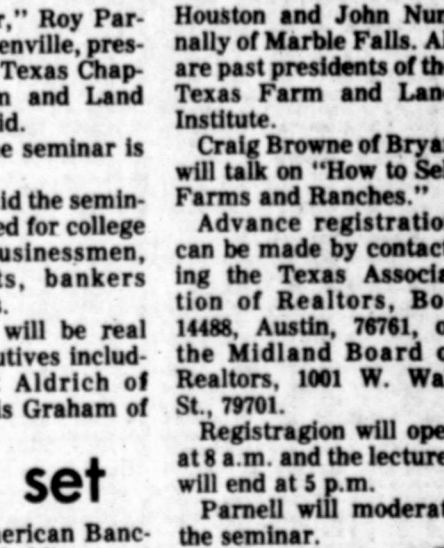 ," Roy Par-
enville, pres-
Texas Chap-
n and Land
id.
e seminar is
id the semin-
ed for college
usinessmen,
ts, bankers
s.
will be real
utives includ-
Aldrich of
is Graham of
set
erican Banc-
Houston and John Nun
nally of Marble Falls. Al
are past presidents of the
Texas Farm and Land
Institute.
Craig Browne of Brya
will talk on "How to Sel
Farms and Ranches."
Advance registratio
can be made by contact
ing the Texas Associa
tion of Realtors, Bo
14488, Austin, 76761, o
the Midland Board o
Realtors, 1001 W. Wa
St., 79701.
Registragion will ope
at 8 a.m. and the lecture
will end at 5 p.m.
Parnell will moderat
the seminar.